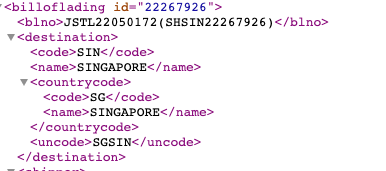 <billoflading id="22267926">
<blno>JSTL22050172(SHSIN22267926)</blno>
<destination>
<code>SIN</code>
<name>SINGAPORE</name>
<countrycode>
<code>SG</code>
<name>SINGAPORE</name>
</countrycode>
<uncode>SGSIN</uncode>
</destination>